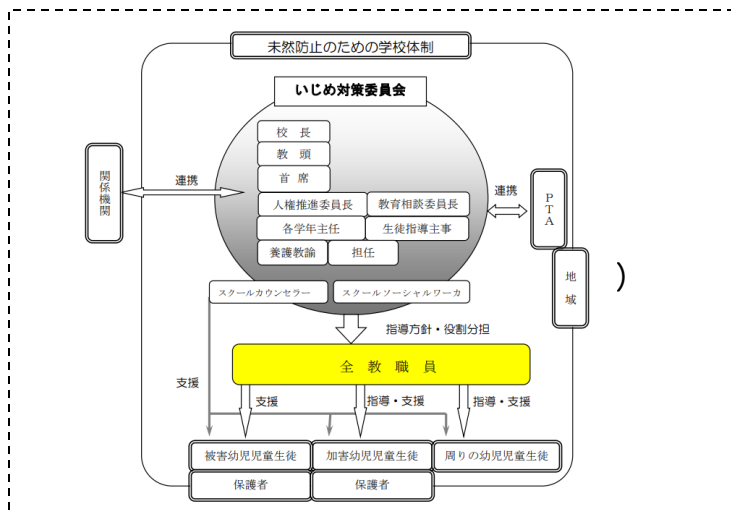 未然防止のための学校体制
いじめ対策委員会
校　長
教　頭
首　席
人権推進委員長
教育相談委員長
各学年主任
生徒指導主事
養護教諭
担任
スクールカウンセラー
スクールソーシャルワーカ
関係機関
連携
連携
PTA
地域
)
指導方針・役割分担
全　教　職　員
支援
支援
指導・支援
指導・支援
被害幼児児童生徒
加害幼児児童生徒
周りの幼児児童生徒
保護者
保護者